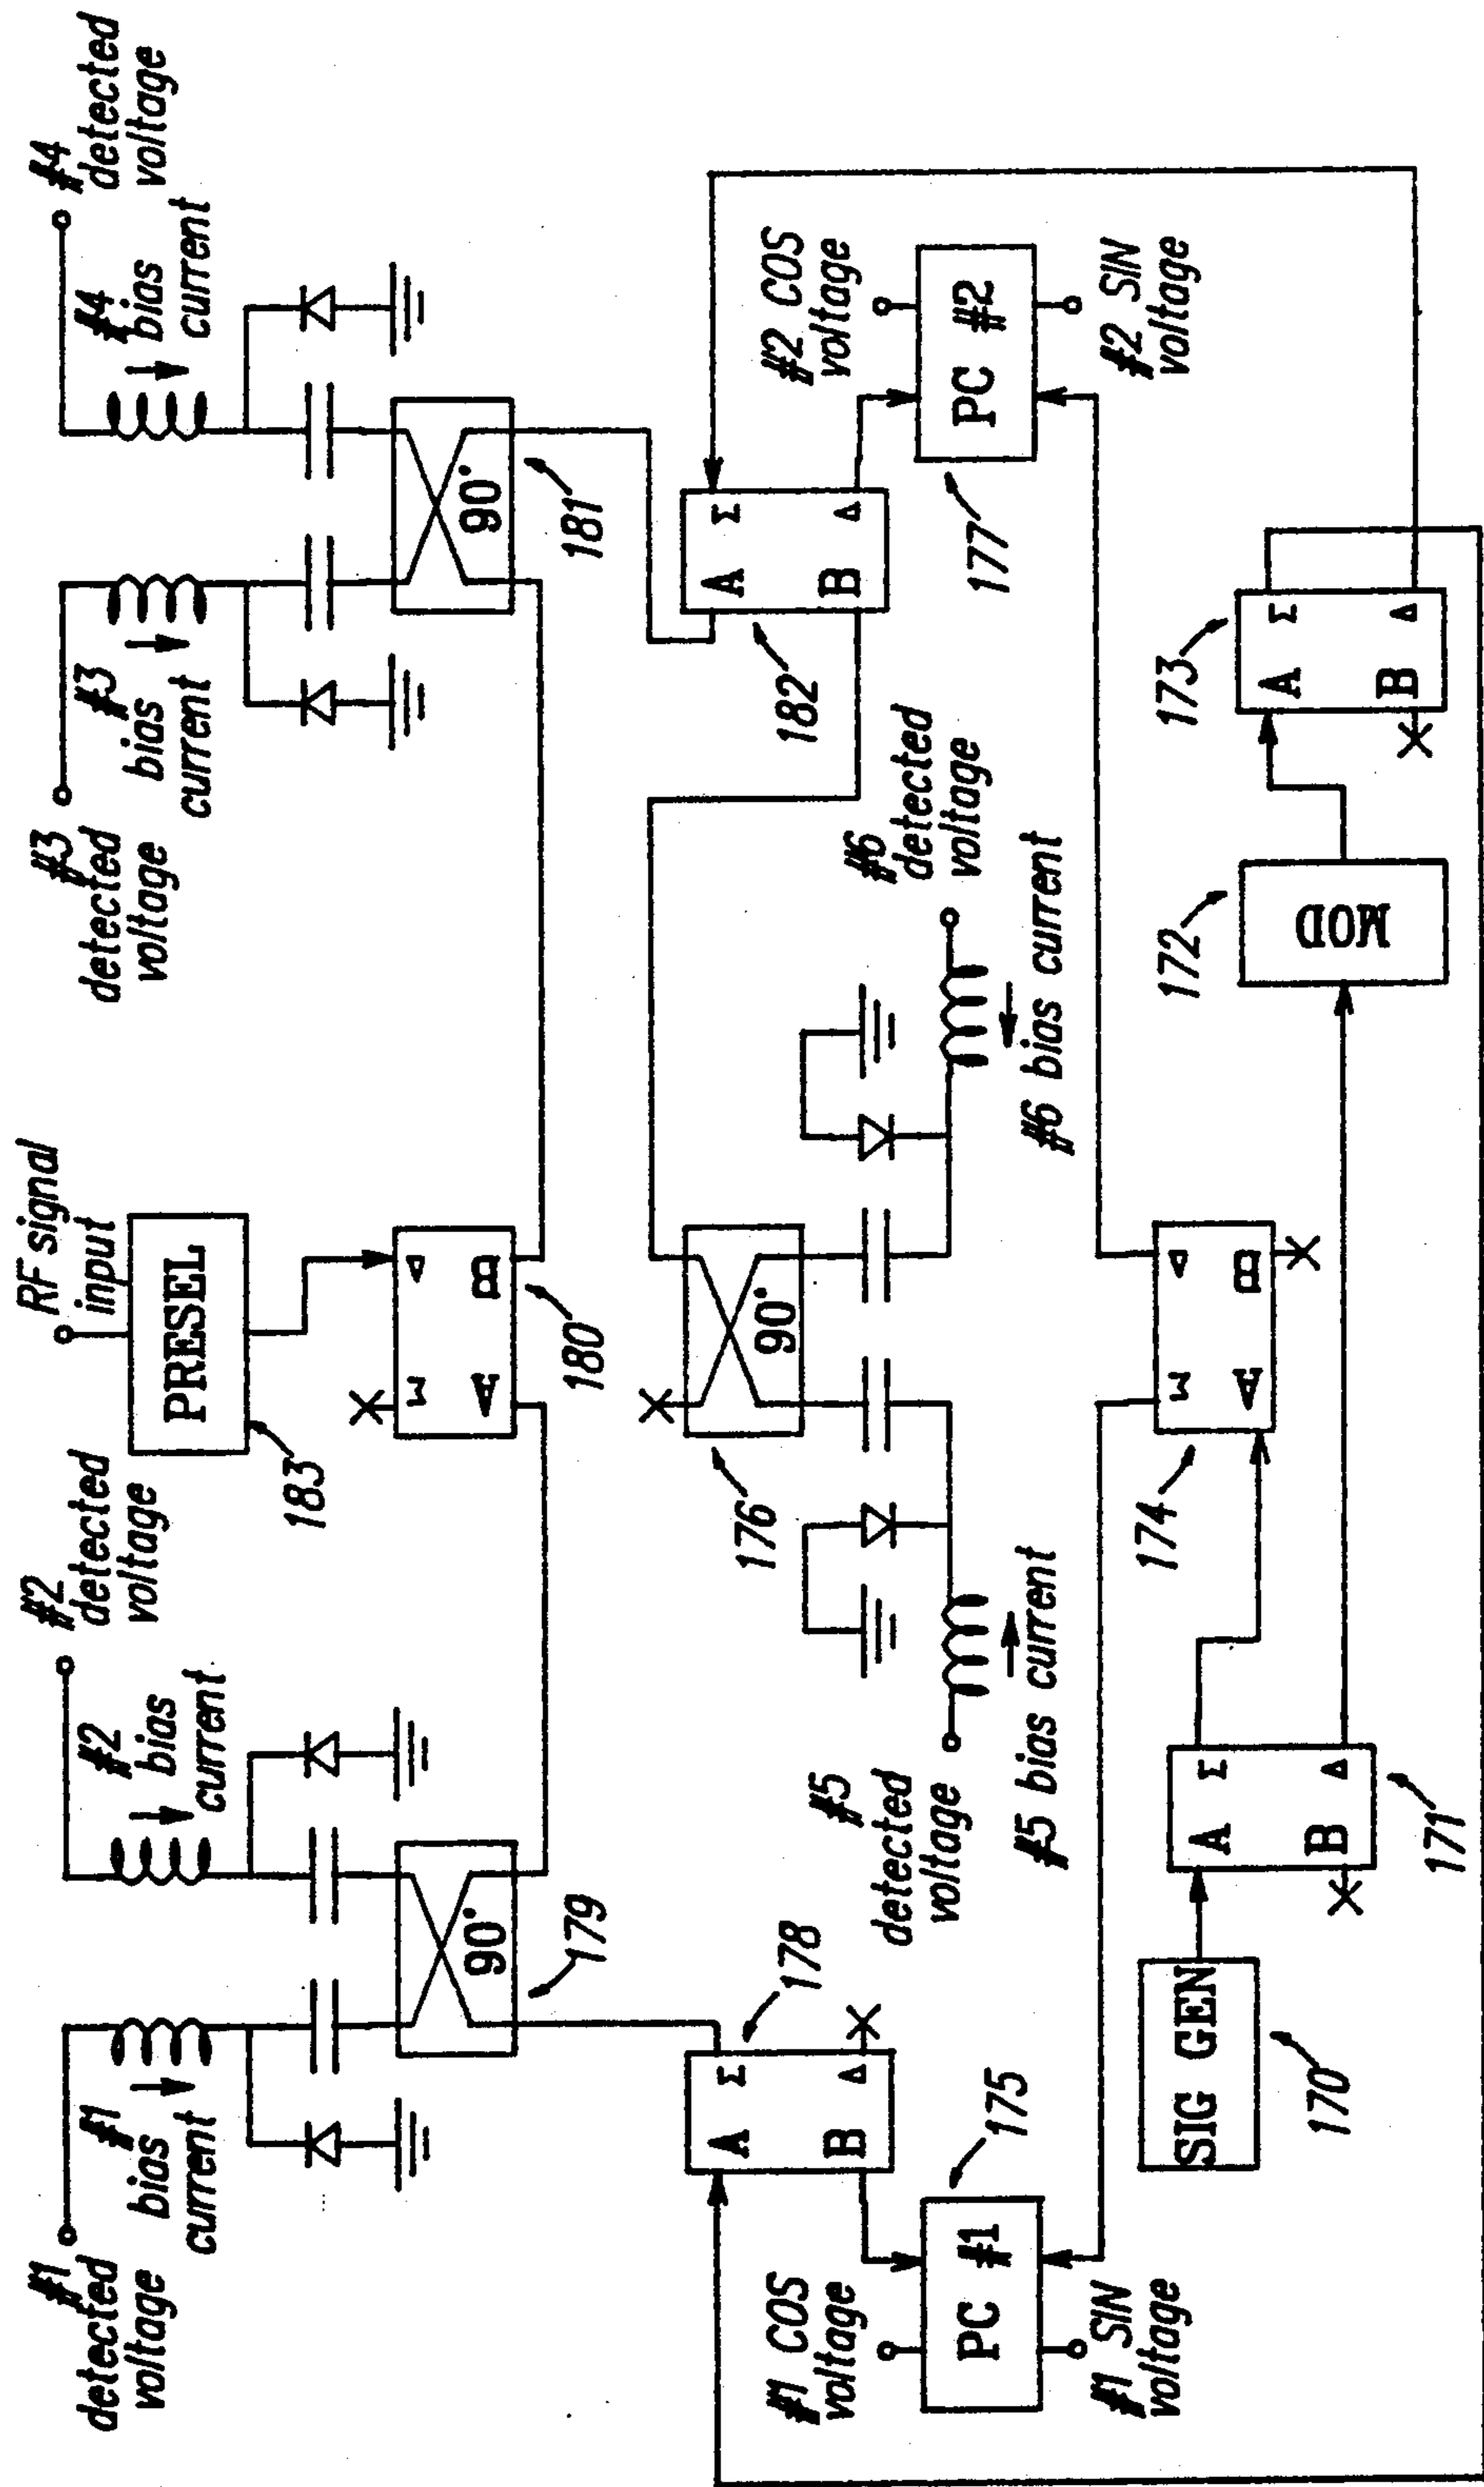 #1
detected
voltage
#1
bias
current
#2
bias
current
#2
detected
voltage
RF signal
input
PRESEL
183
#3
detected
voltage
#3
bias
current
#4
bias
current
#4
detected
voltage
90°
179
Σ Δ
A B
180
90°
181
A Σ
B Δ
178
90°
176
A Σ
B Δ
182
#1 COS
voltage
PC #1
175
#1 SIN
voltage
#5
detected
voltage
#5 bias current
#6
detected
voltage
#6 bias current
#2 COS
voltage
PC #2
177
#2 SIN
voltage
SIG GEN
170
A Σ
B Δ
171
Σ Δ
A B
174
MOD
172
A Σ
B Δ
173